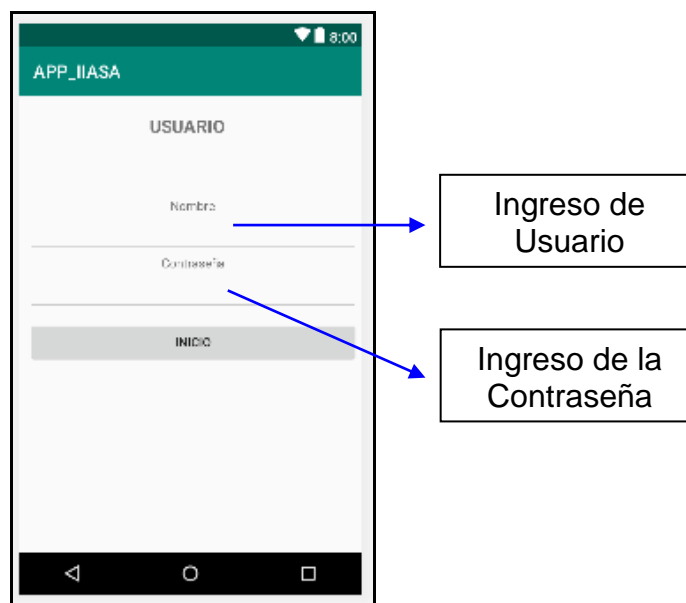 8:00
APP_IIASA
USUARIO
Nombre
Contraseña
INICIO
Ingreso de
Usuario
Ingreso de la
Contraseña